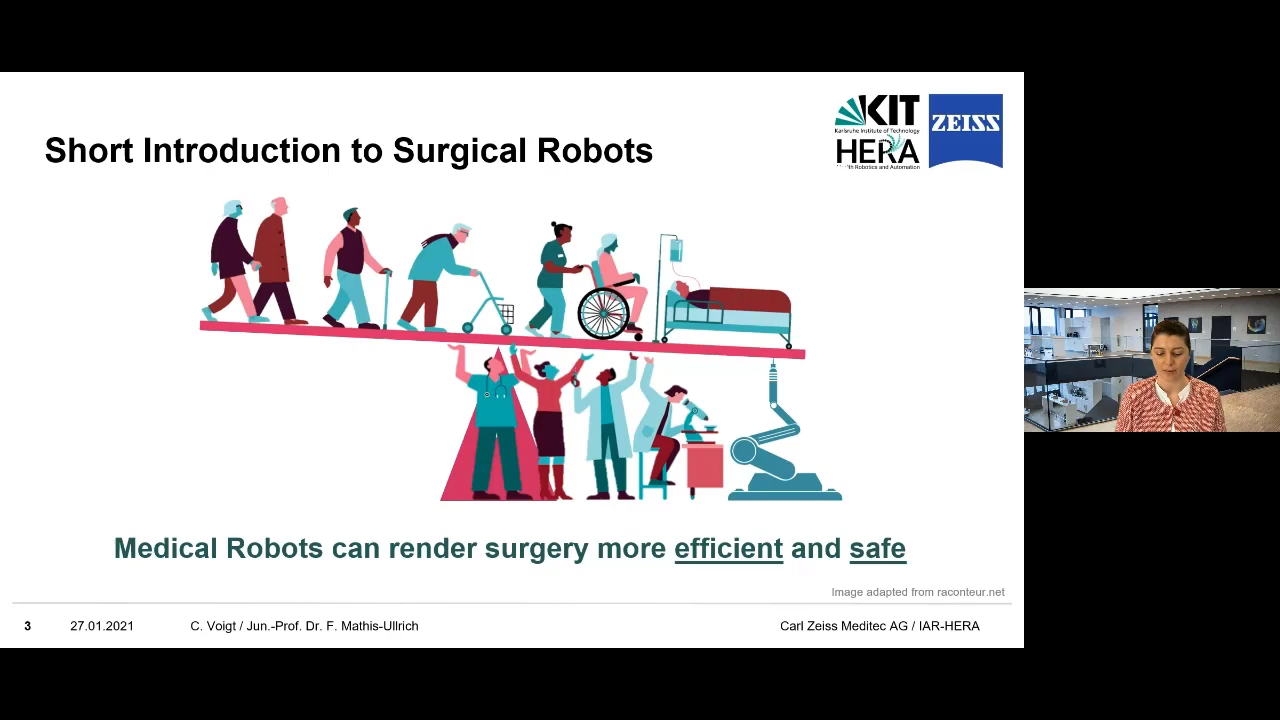 KIT
Karlsruhe Institute of Technology
ZEISS
HERA
Health Robotics and Automation
Short Introduction to Surgical Robots
Medical Robots can render surgery more efficient and safe
Image adapted from raconteur.net
3 27.01.2021 C. Voigt / Jun.-Prof. Dr. F. Mathis-Ullrich Carl Zeiss Meditec AG / IAR-HERA